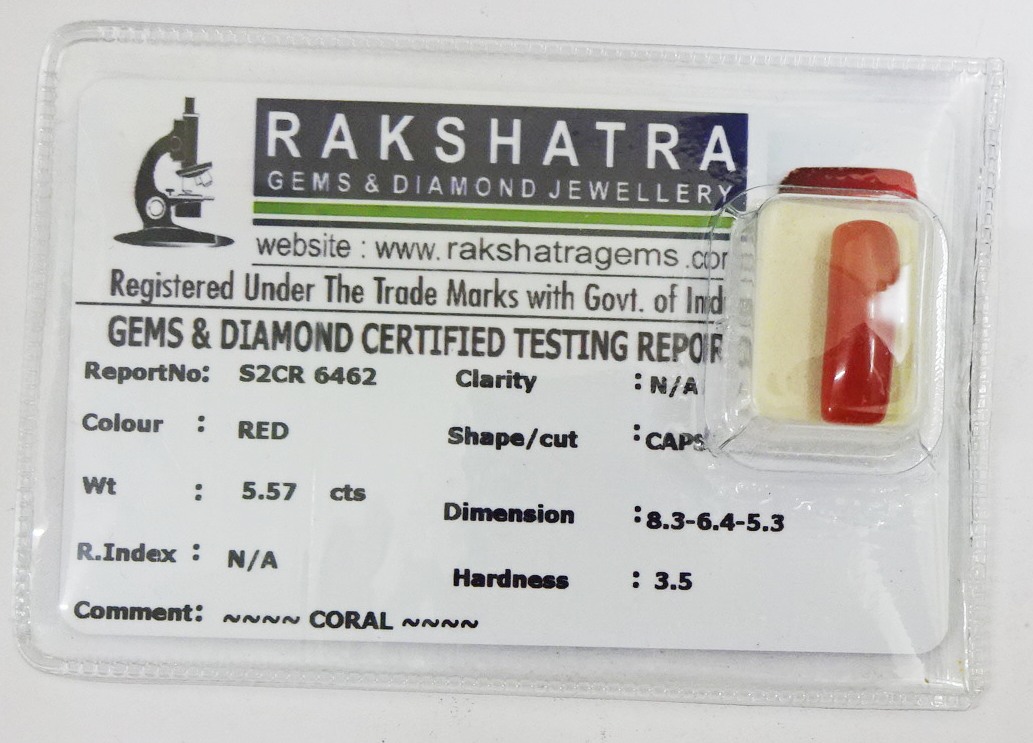 RAKSHATRA
GEMS & DIAMOND JEWELLERY
website : www.rakshatragems.com
Registered Under The Trade Marks with Govt. of Ind
GEMS & DIAMOND CERTIFIED TESTING REPOR
ReportNo: S2CR 6462 Clarity : N/A
Colour : RED Shape/cut : CAPS
Wt : 5.57 cts Dimension : 8.3-6.4-5.3
R.Index : N/A Hardness : 3.5
Comment: ~~~~ CORAL ~~~~